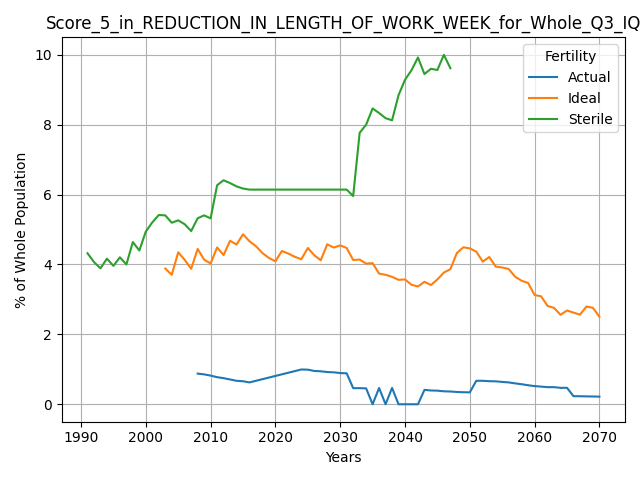 Score_5_in_REDUCTION_IN_LENGTH_OF_WORK_WEEK_for_Whole_Q3_IQ
Fertility
Actual
Ideal
Sterile
% of Whole Population
10
8
6
4
2
0
1990 2000 2010 2020 2030 2040 2050 2060 2070
Years